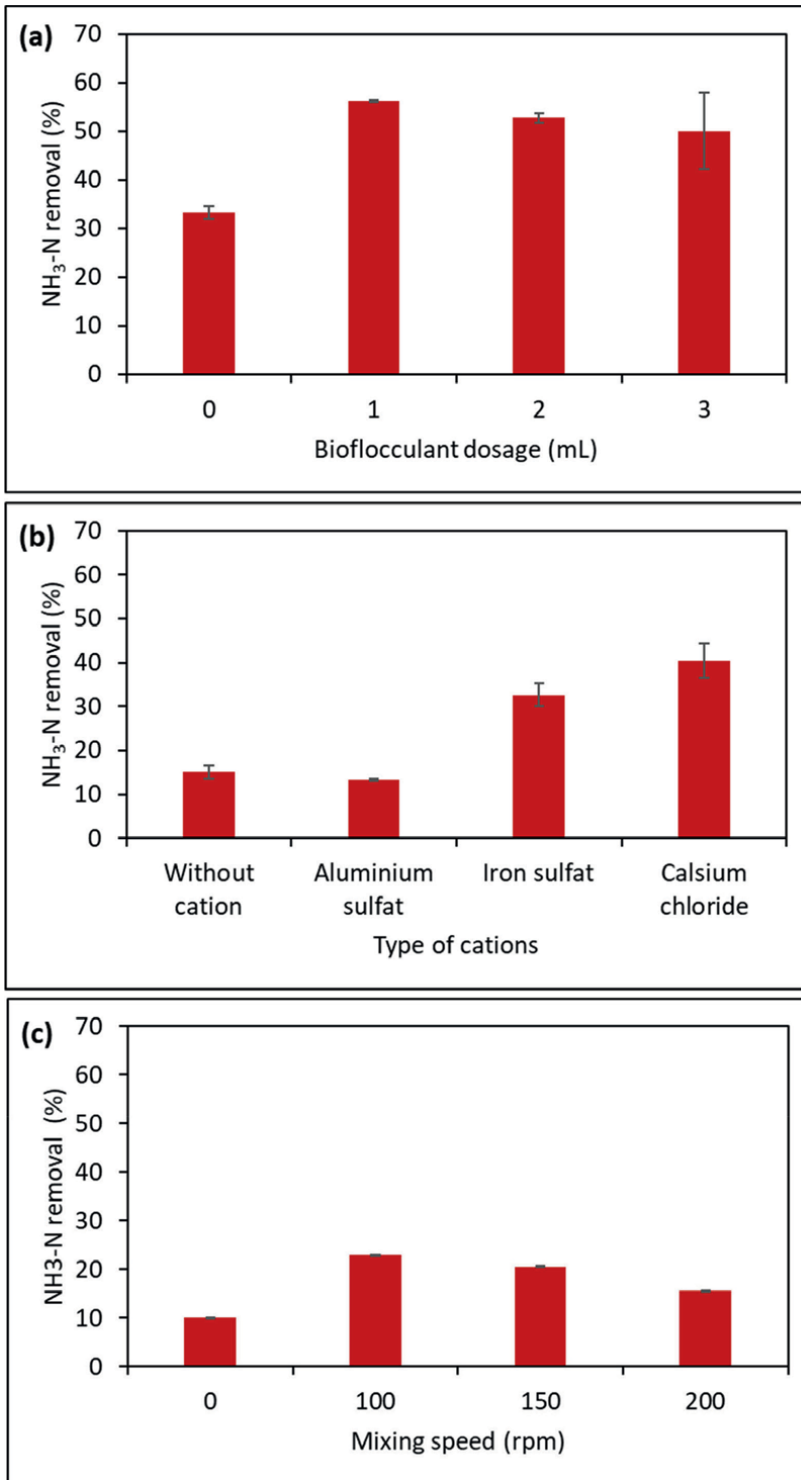 (a)
NH₃-N removal (%)
70
60
50
40
30
20
10
0
0 1 2 3
Bioflocculant dosage (mL)
(b)
NH₃-N removal (%)
70
60
50
40
30
20
10
0
Without Aluminium Iron sulfat Calsium
cation sulfat chloride
Type of cations
(c)
NH3-N removal (%)
70
60
50
40
30
20
10
0
0 100 150 200
Mixing speed (rpm)